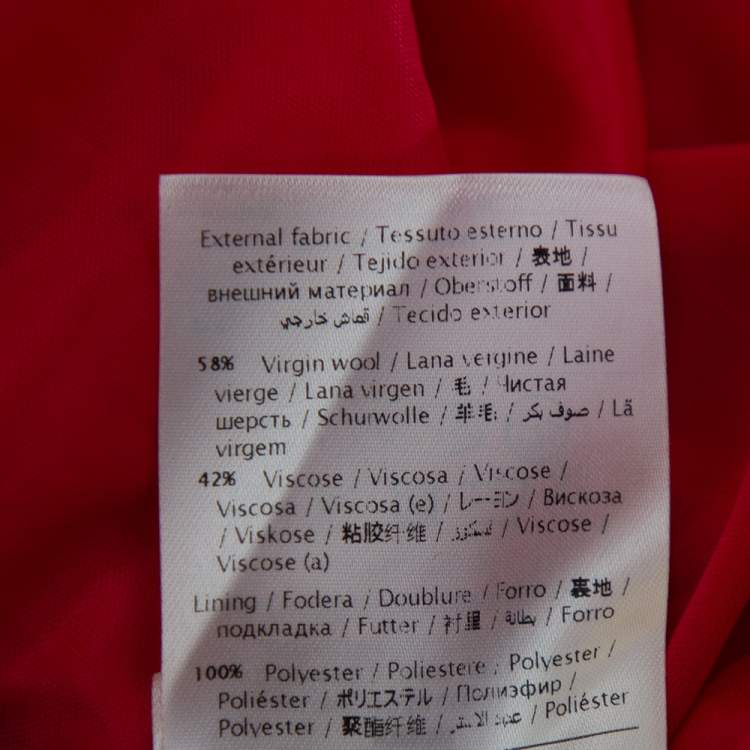 External fabric / Tessuto esterno / Tissu
extérieur / Tejido exterior / 表地 /
внешний материал / Oberstoff / 面料 /
قماش خارجي / Tecido exterior
58% Virgin wool / Lana vergine / Laine
vierge / Lana virgen / 毛 / Чистая
шерсть / Schurwolle / 羊毛 / صوف بكر / Lã
virgem
42% Viscose / Viscosa / Viscose /
Viscosa / Viscosa (e) / レーヨン / Вискоза
/ Viskose / 粘胶纤维 / فسكوز / Viscose /
Viscose (a)
Lining / Fodera / Doublure / Forro / 裏地 /
подкладка / Futter / 衬里 / بطانة / Forro
100% Polyester / Poliestere / Polyester /
Poliéster / ポリエステル / Полиэфир /
Polyester / 聚酯纤维 / / Poliéster